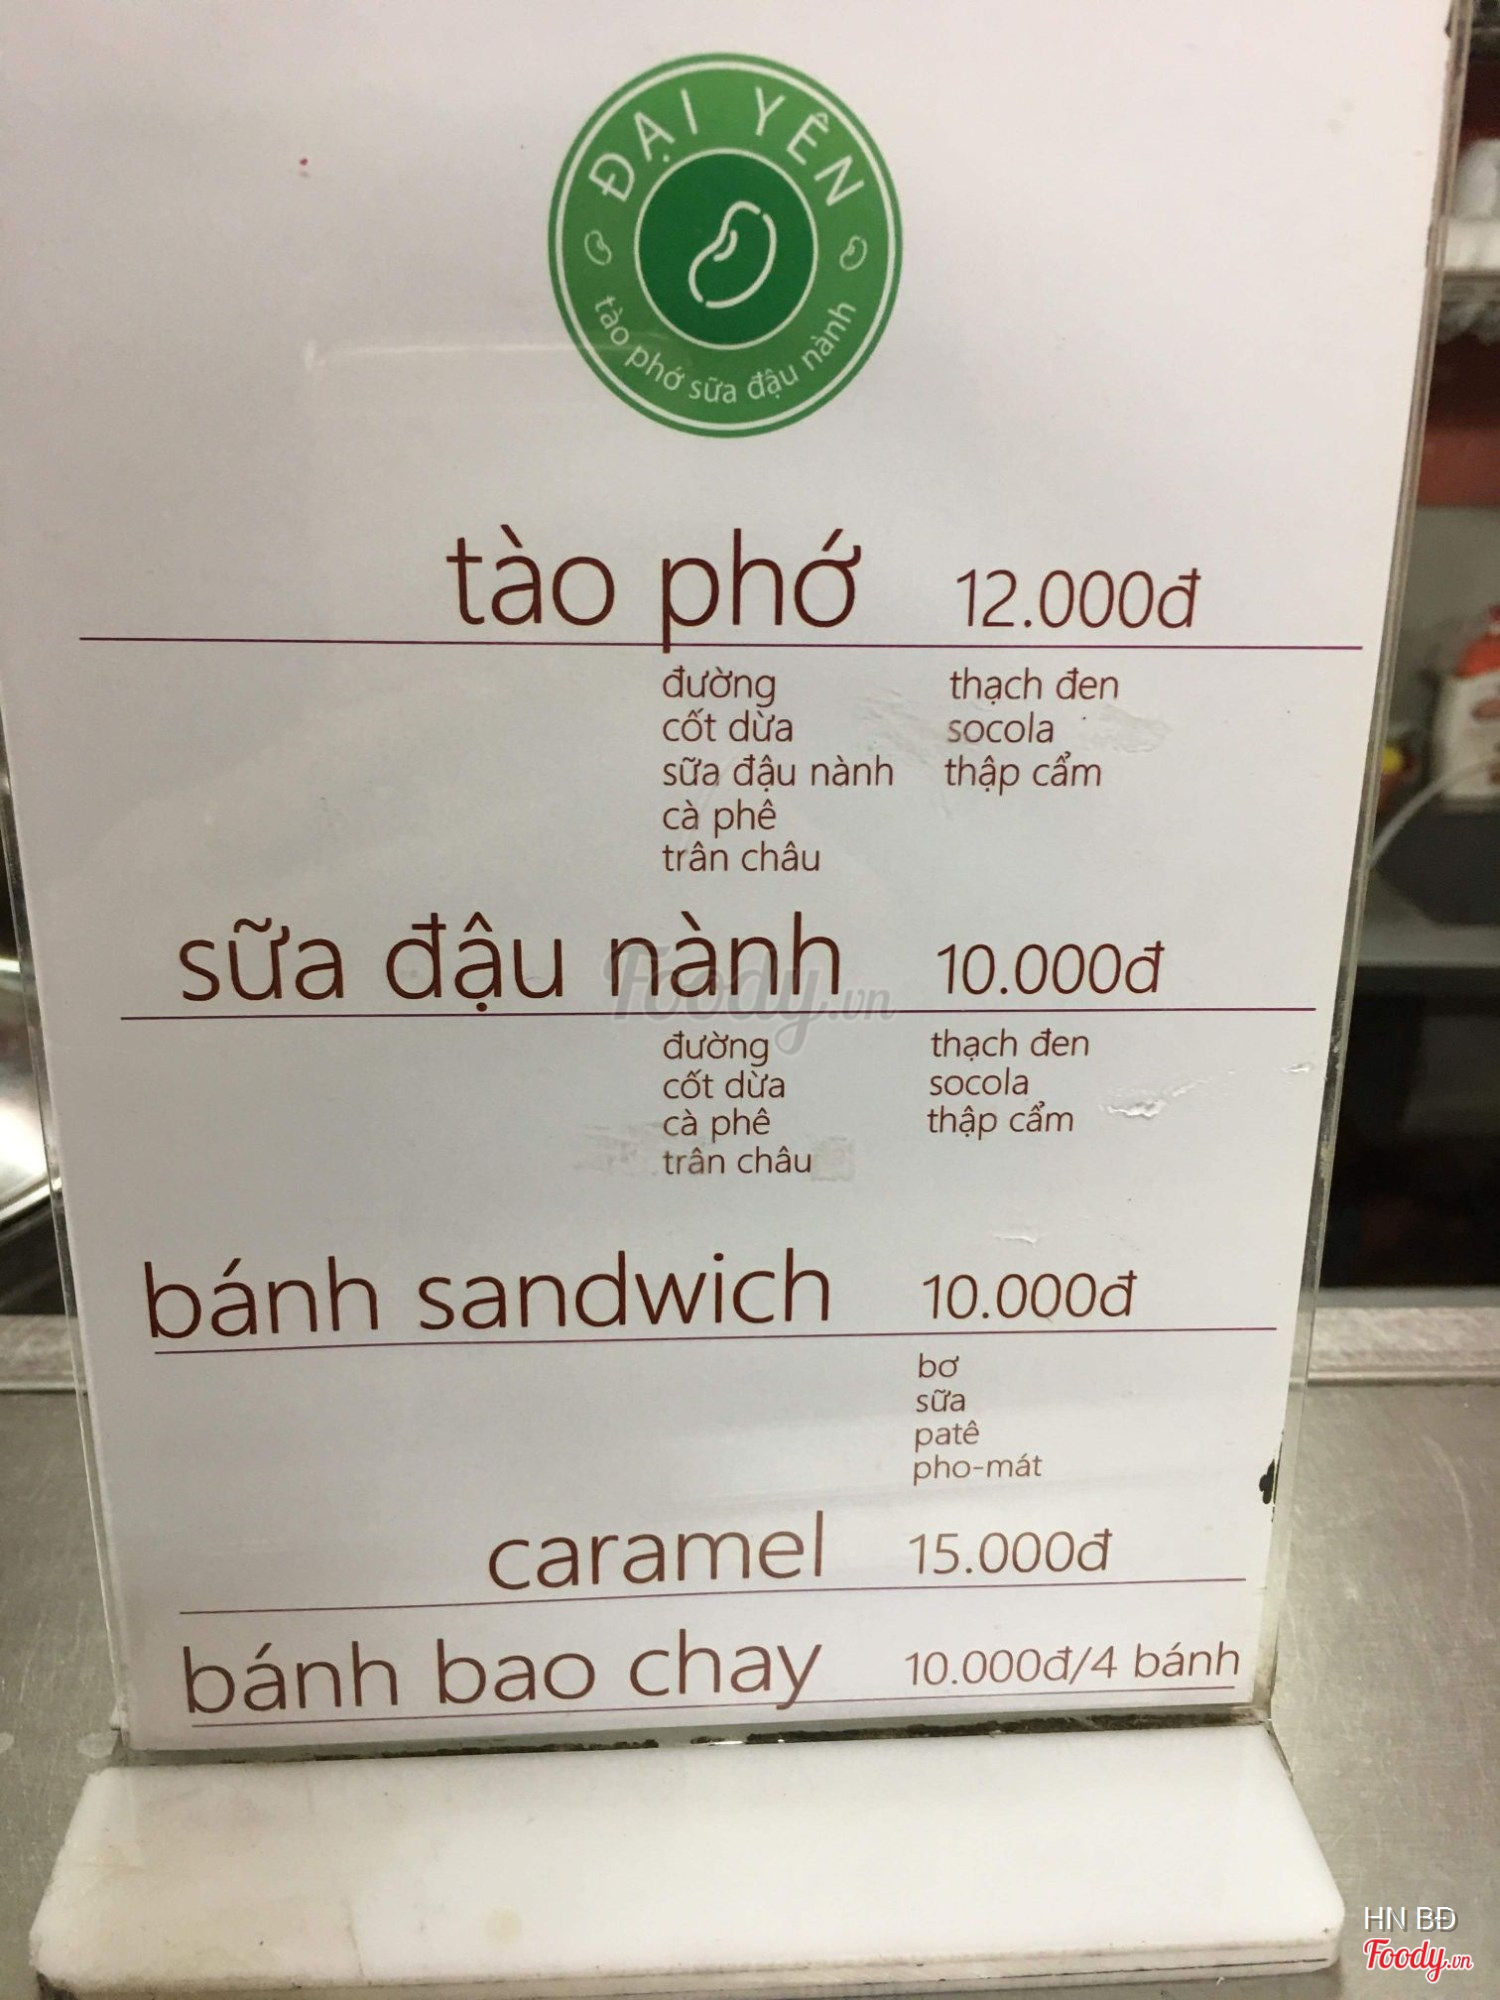 ĐẠI YÊN
tào phớ sữa đậu nành
tào phớ 12.000đ
đường thạch đen
cốt dừa socola
sữa đậu nành thập cẩm
cà phê
trân châu
sữa đậu nành 10.000đ
Foody.vn
đường thạch đen
cốt dừa socola
cà phê thập cẩm
trân châu
bánh sandwich 10.000đ
bơ
sữa
patê
pho-mát
caramel 15.000đ
bánh bao chay 10.000đ/4 bánh
HN BĐ
Foody.vn